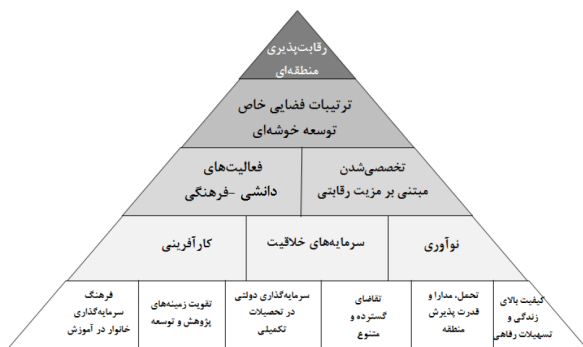 رقابت‌پذیری
منطقه‌ای
ترتیبات فضایی خاص
توسعه خوشه‌ای
تخصصی‌شدن
مبتنی بر مزیت رقابتی
فعالیت‌های
دانشی -فرهنگی
نوآوری
سرمایه‌های خلاقیت
کارآفرینی
کیفیت بالای
زندگی و
تسهیلات رفاهی
تحمل، مدارا و
قدرت پذیرش
منطقه
تقاضای
گسترده و
متنوع
سرمایه‌گذاری دولتی
در تحصیلات
تکمیلی
تقویت زمینه‌های
پژوهش و توسعه
فرهنگ
سرمایه‌گذاری
خانوار در آموزش